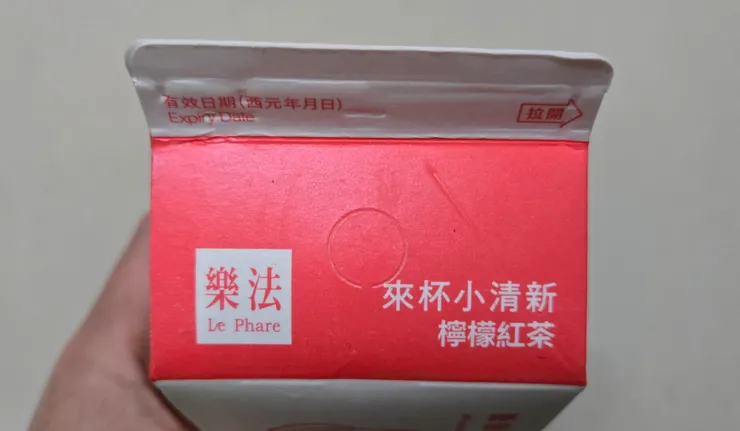 有效日期(西元年月日)
Expiry Date
拉開
樂法
Le Phare
來杯小清新
檸檬紅茶